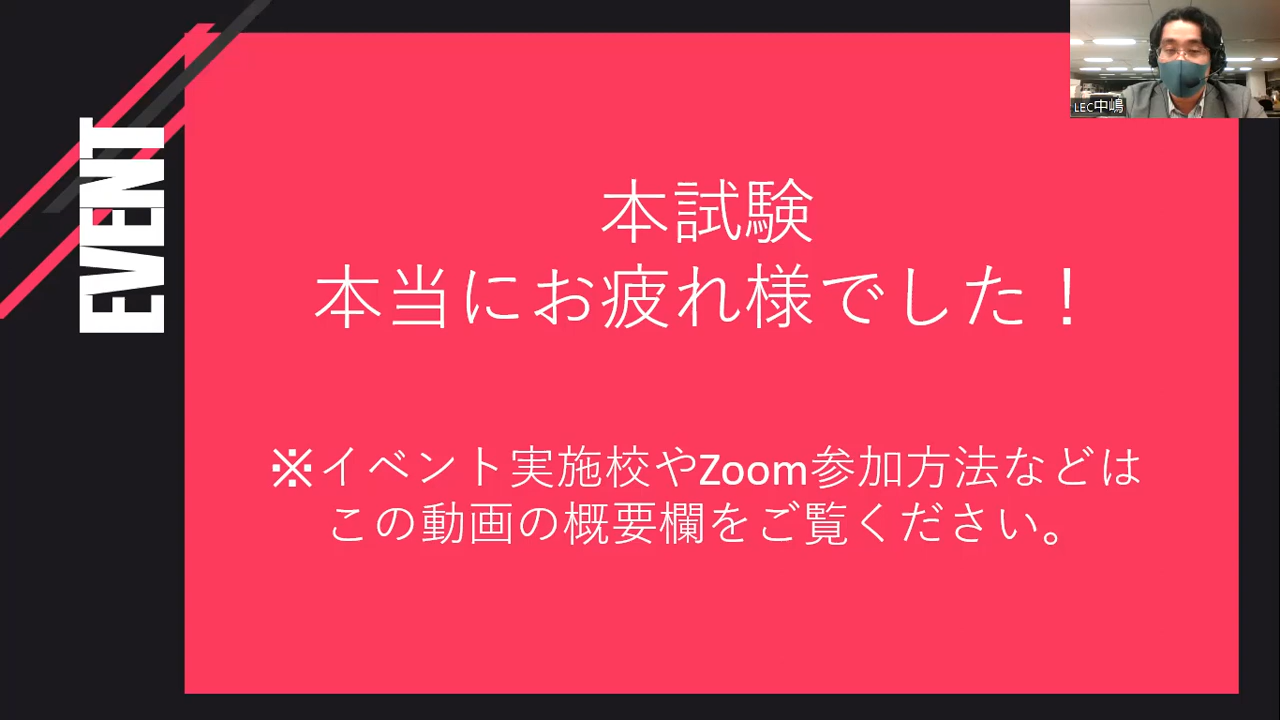 EVENT
LEC中嶋
本試験
本当にお疲れ様でした！
※イベント実施校やZoom参加方法などは
この動画の概要欄をご覧ください。